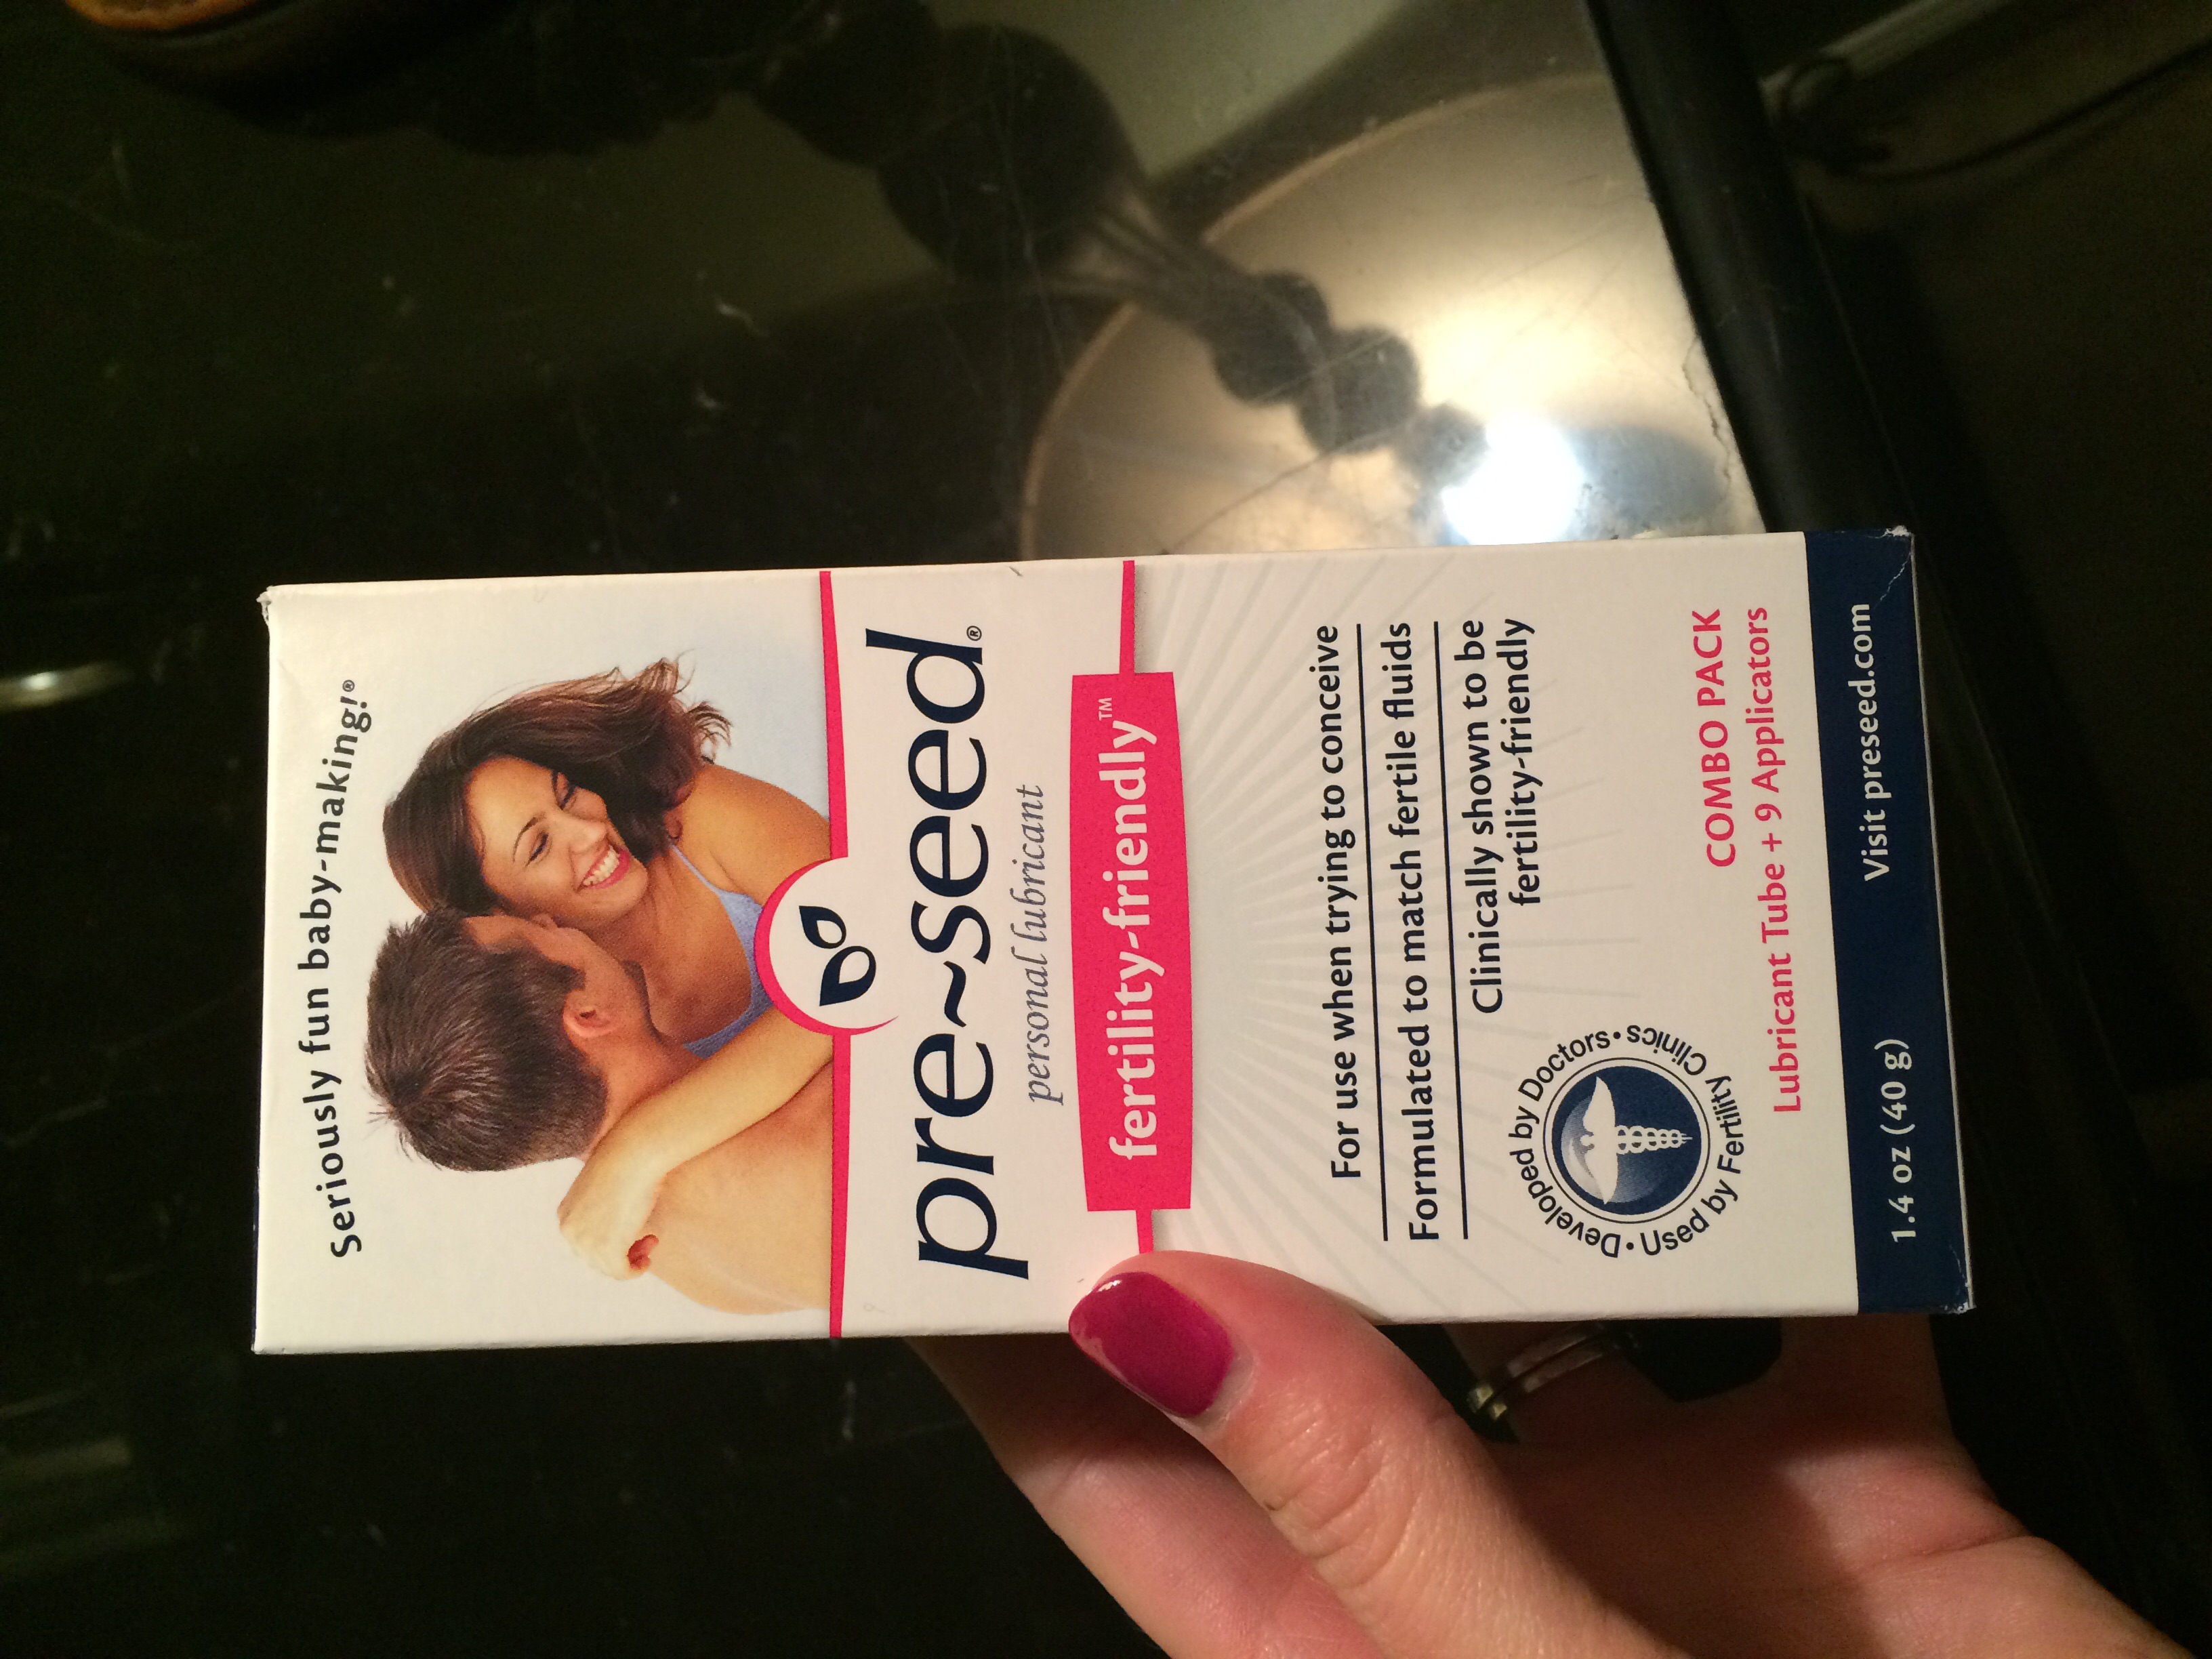 Seriously fun baby-making!®
pre~seed®
personal lubricant
fertility-friendly™
For use when trying to conceive
Formulated to match fertile fluids
Clinically shown to be
fertility-friendly
Developed by Doctors •
Used by Fertility Clinics •
COMBO PACK
Lubricant Tube + 9 Applicators
1.4 oz (40 g)
Visit preseed.com